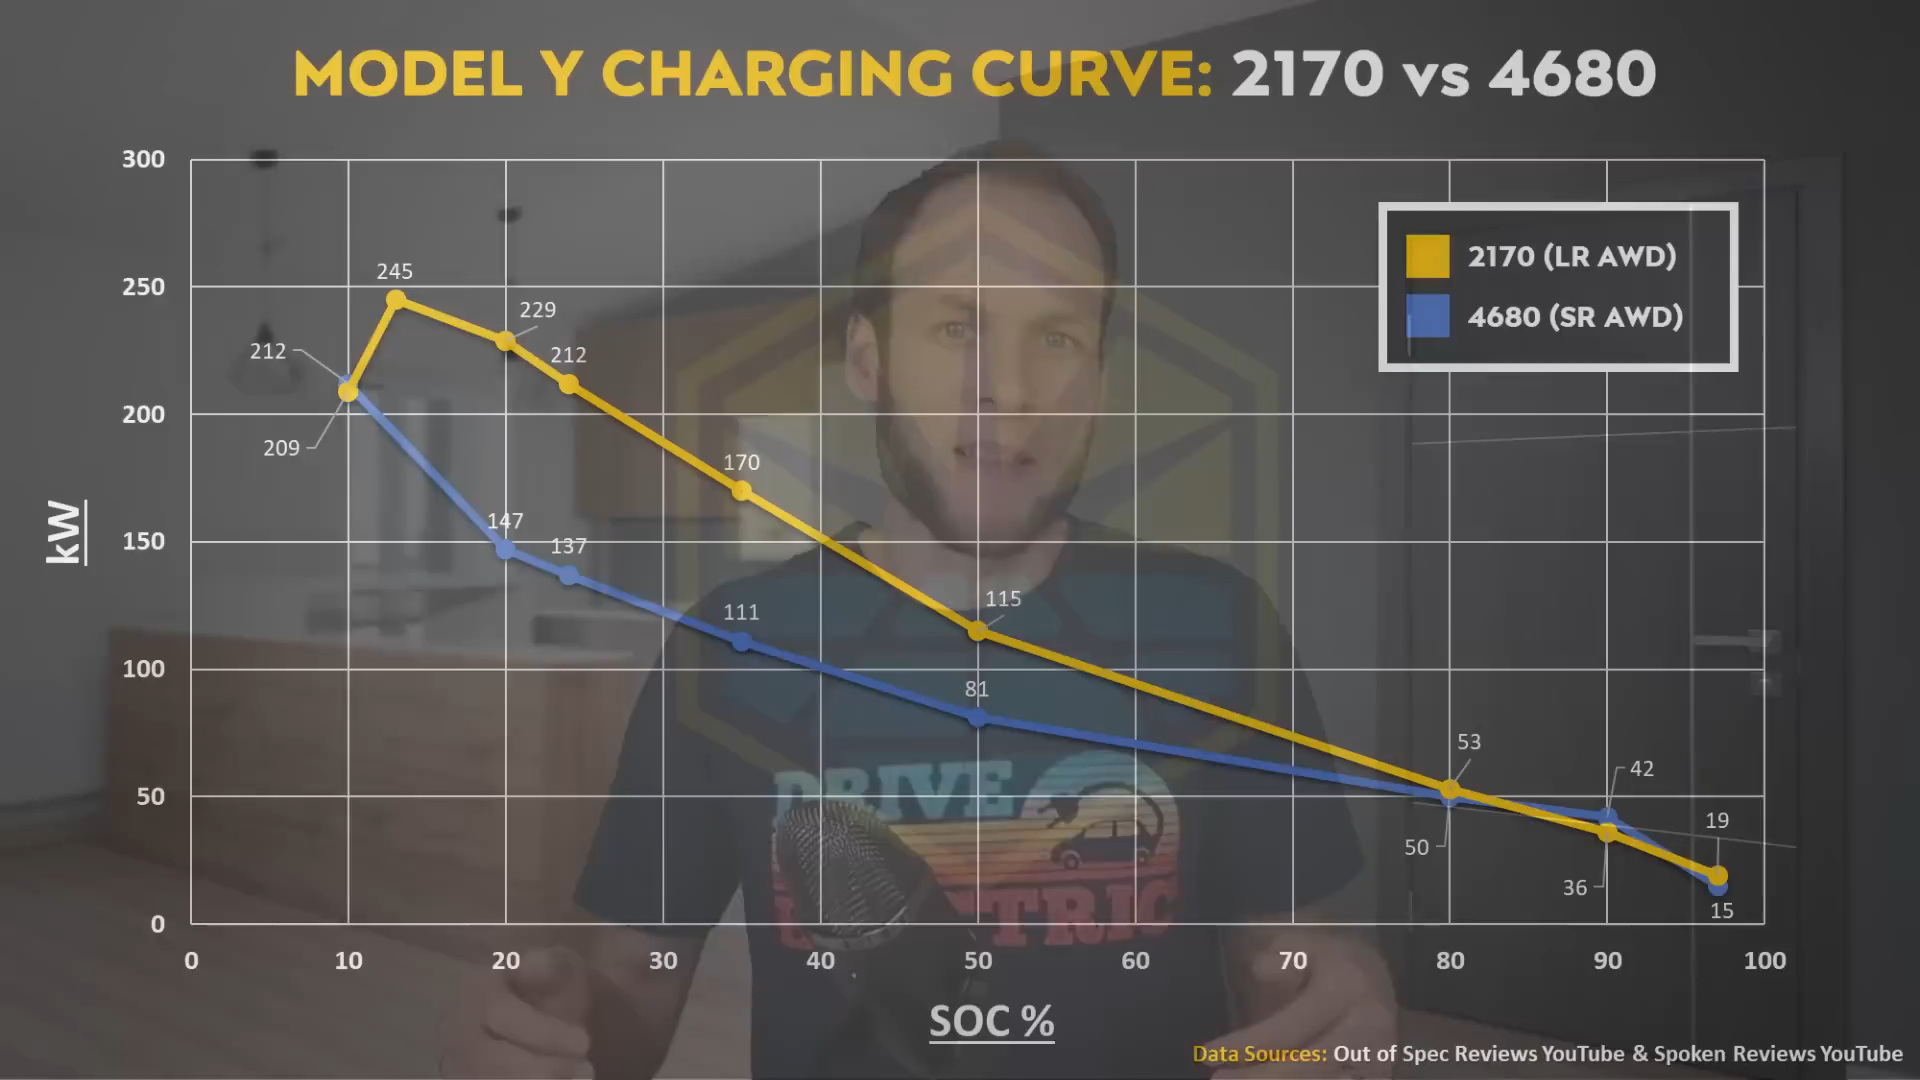 MODEL Y CHARGING CURVE: 2170 vs 4680
300
250
200
150
100
50
0
kW
2170 (LR AWD)
4680 (SR AWD)
245
229
212
212
209
170
147
137
111
115
81
53
50
42
36
19
15
DRIVE
TRIC
0 10 20 30 40 50 60 70 80 90 100
SOC %
Data Sources: Out of Spec Reviews YouTube & Spoken Reviews YouTube